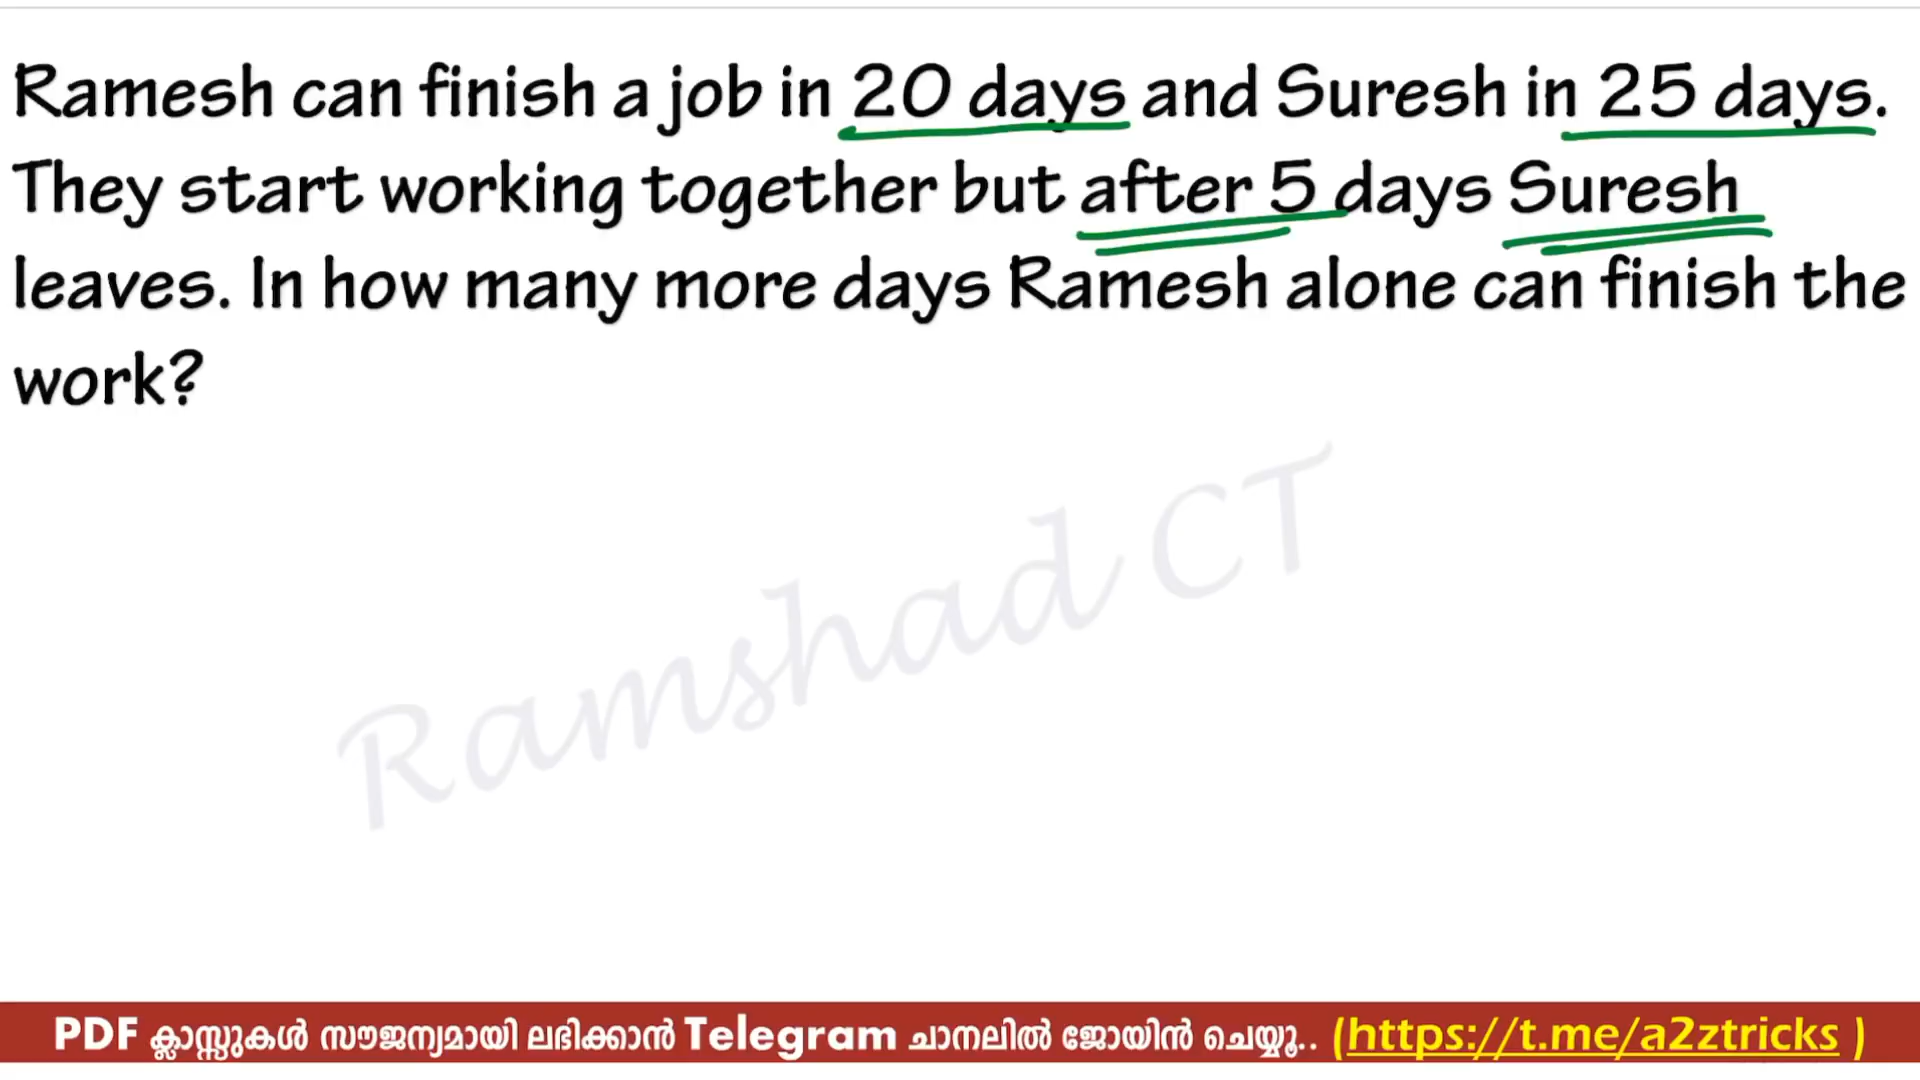 Ramesh can finish a job in 20 days and Suresh in 25 days.
They start working together but after 5 days Suresh
leaves. In how many more days Ramesh alone can finish the
work?
Ramshad CT
PDF ക്ലാസ്സുകൾ സൗജന്യമായി ലഭിക്കാൻ Telegram ചാനലിൽ ജോയിൻ ചെയ്യൂ.. (https://t.me/a2ztricks )